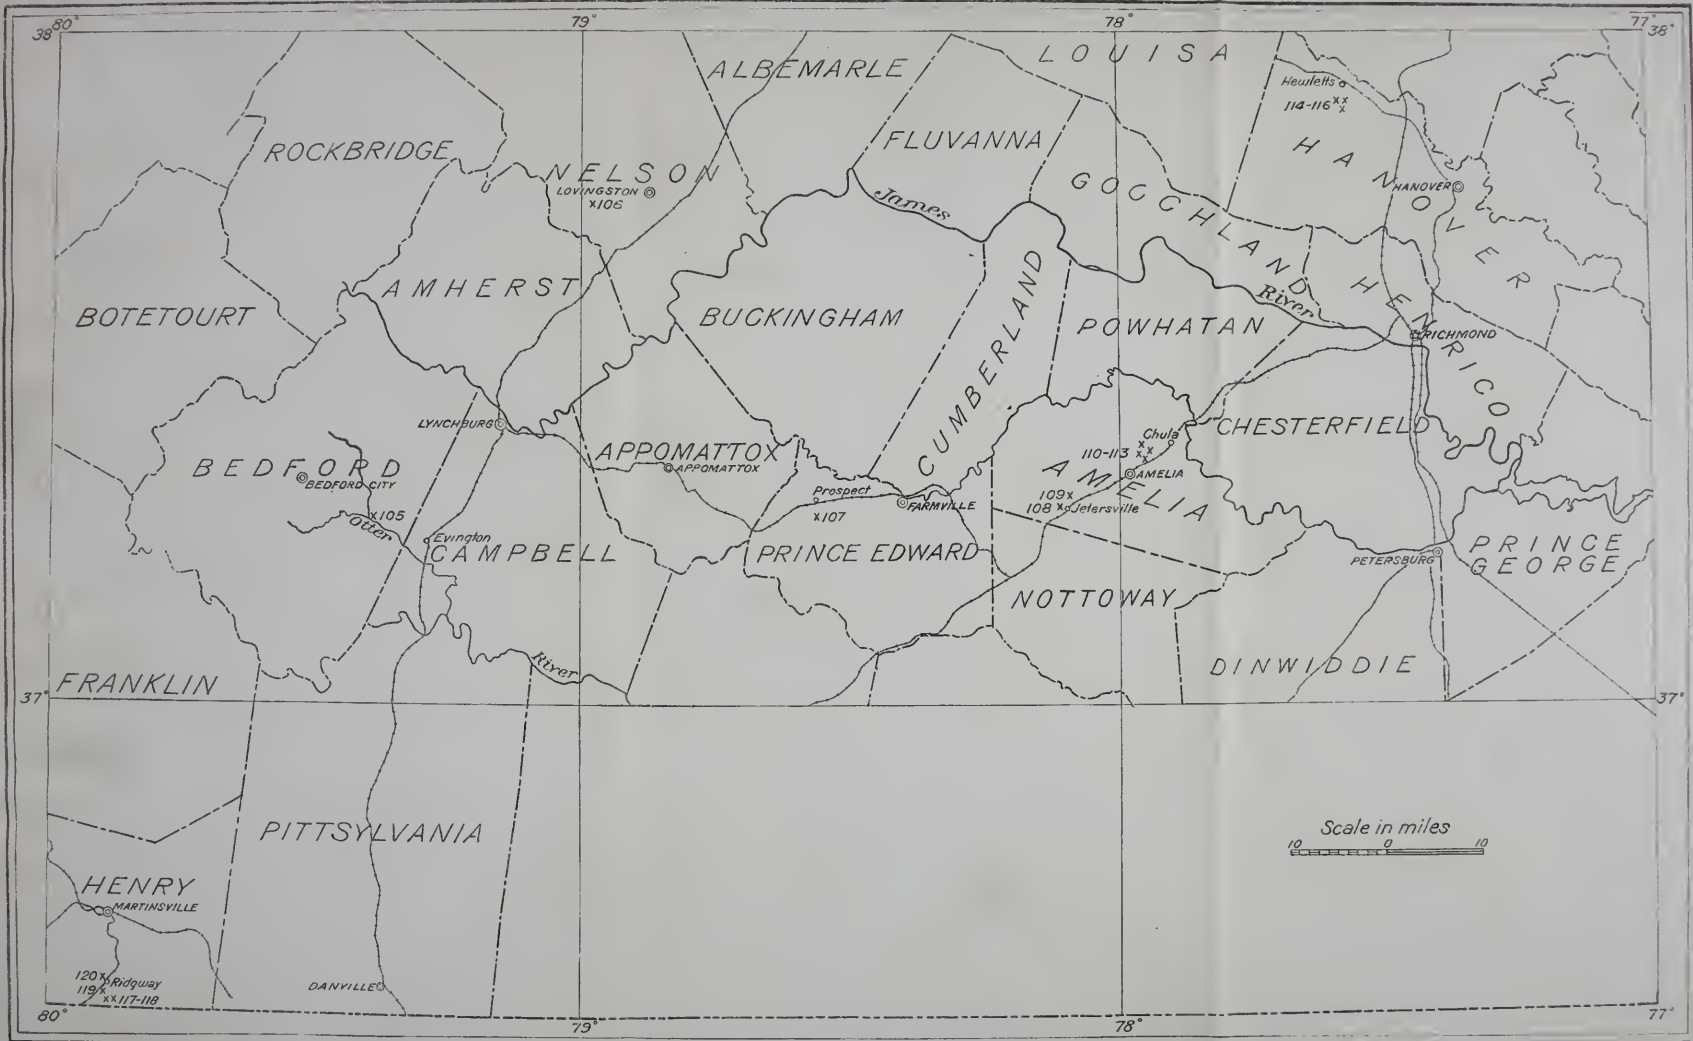 80°
79°
78°
77°
38°
38°
LOUISA
ALBEMARLE
Hewletts
114-116
FLUVANNA
ROCKBRIDGE
HANOVER
NELSON
LOVINGSTON
106
GOOCHLAND
HANOVER
James
AMHERST
BOTETOURT
BUCKINGHAM
CUMBERLAND
River
HENRICO
POWHATAN
RICHMOND
LYNCHBURG
CHESTERFIELD
Chula
110-113
APPOMATTOX
APPOMATTOX
BEDFORD
BEDFORD CITY
AMELIA
AMELIA
Prospect
107
FARMVILLE
109
108
Jetersville
105
Otter
Evington
CAMPBELL
PRINCE EDWARD
PETERSBURG
PRINCE
GEORGE
NOTTOWAY
River
DINWIDDIE
FRANKLIN
37°
37°
PITTSYLVANIA
Scale in miles
10 0 10
HENRY
MARTINSVILLE
120
Ridgway
119
117-118
DANVILLE
80°
79°
78°
77°